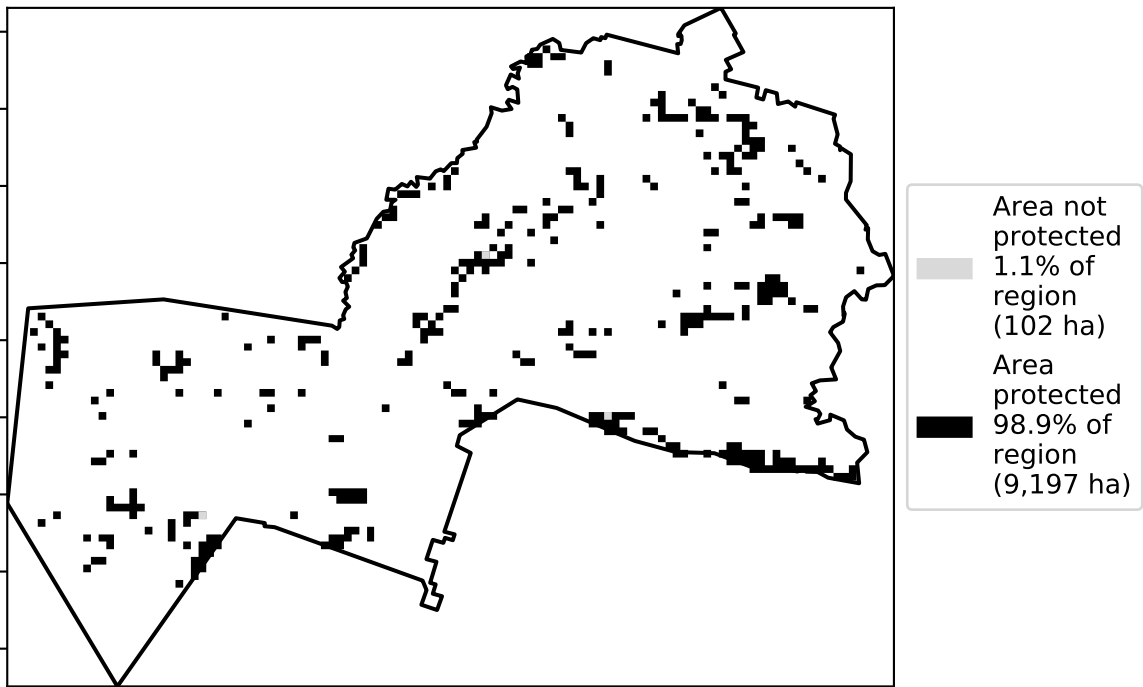 Area not
protected
1.1% of
region
(102 ha)
Area
protected
98.9% of
region
(9,197 ha)